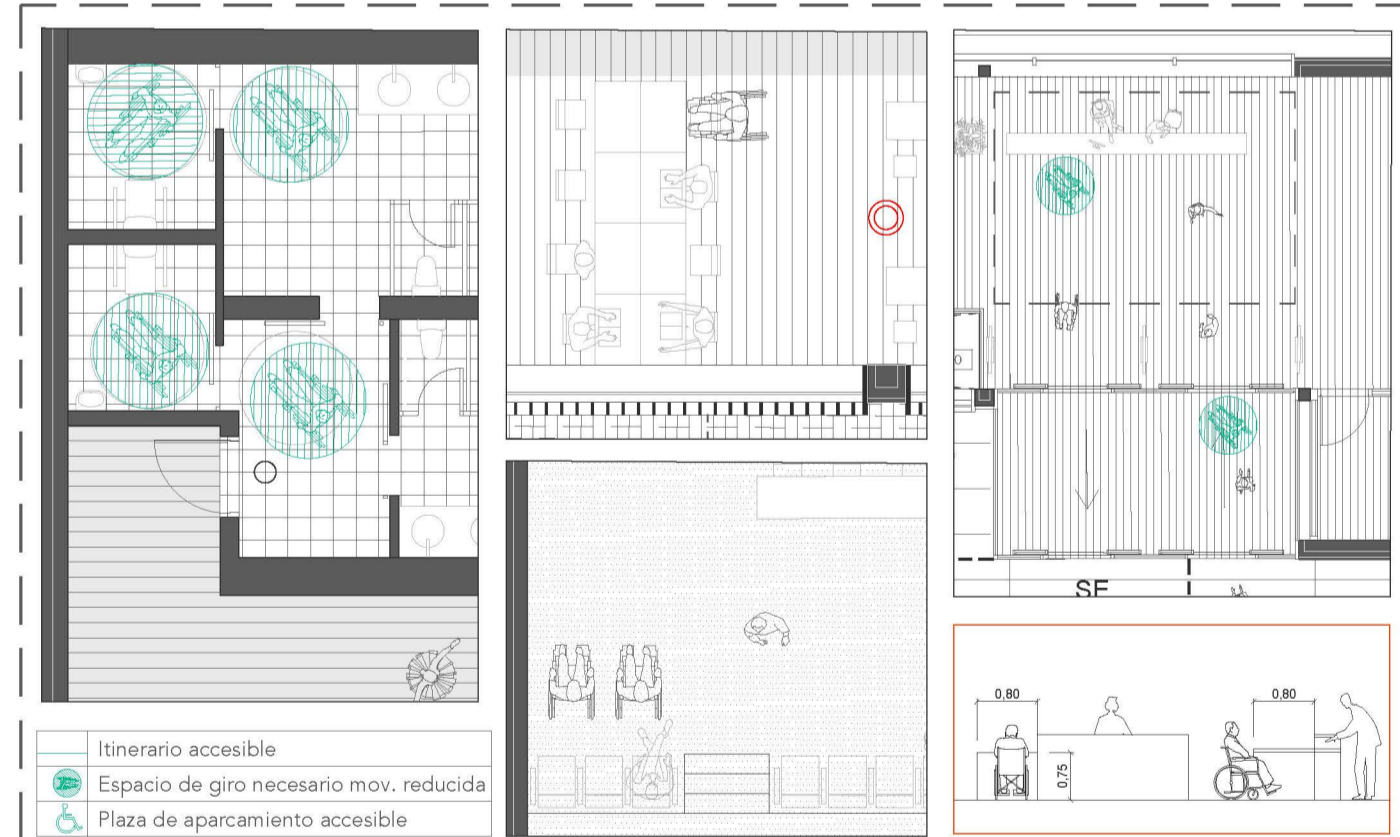 SE
0,80
0,80
0,75
Itinerario accesible
Espacio de giro necesario mov. reducida
Plaza de aparcamiento accesible